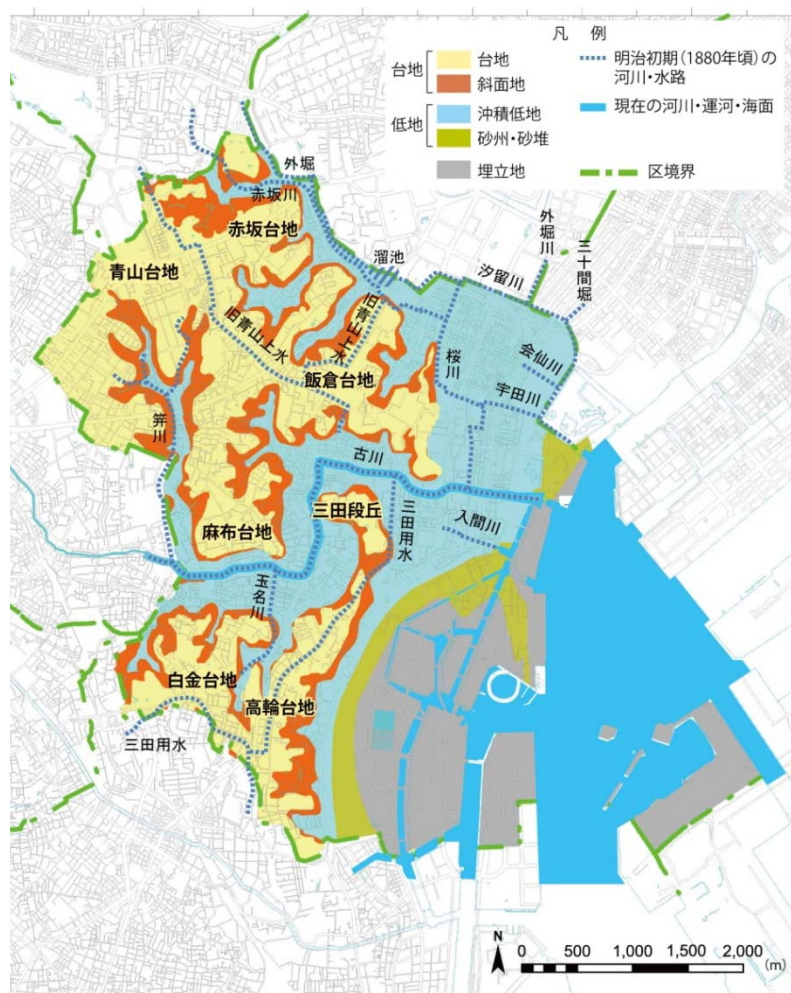 凡　例
台地
台地
斜面地
低地
沖積低地
砂州・砂堆
埋立地
明治初期（1880年頃）の
河川・水路
現在の河川・運河・海面
区境界
外堀
赤坂川
赤坂台地
青山台地
溜池
汐留川
外堀川
三十間堀
旧青山上水
旧青山上水
飯倉台地
桜川
会仙川
宇田川
笄川
古川
麻布台地
三田段丘
三田用水
入間川
玉名川
白金台地
高輪台地
三田用水
N
0 500 1,000 1,500 2,000
(m)